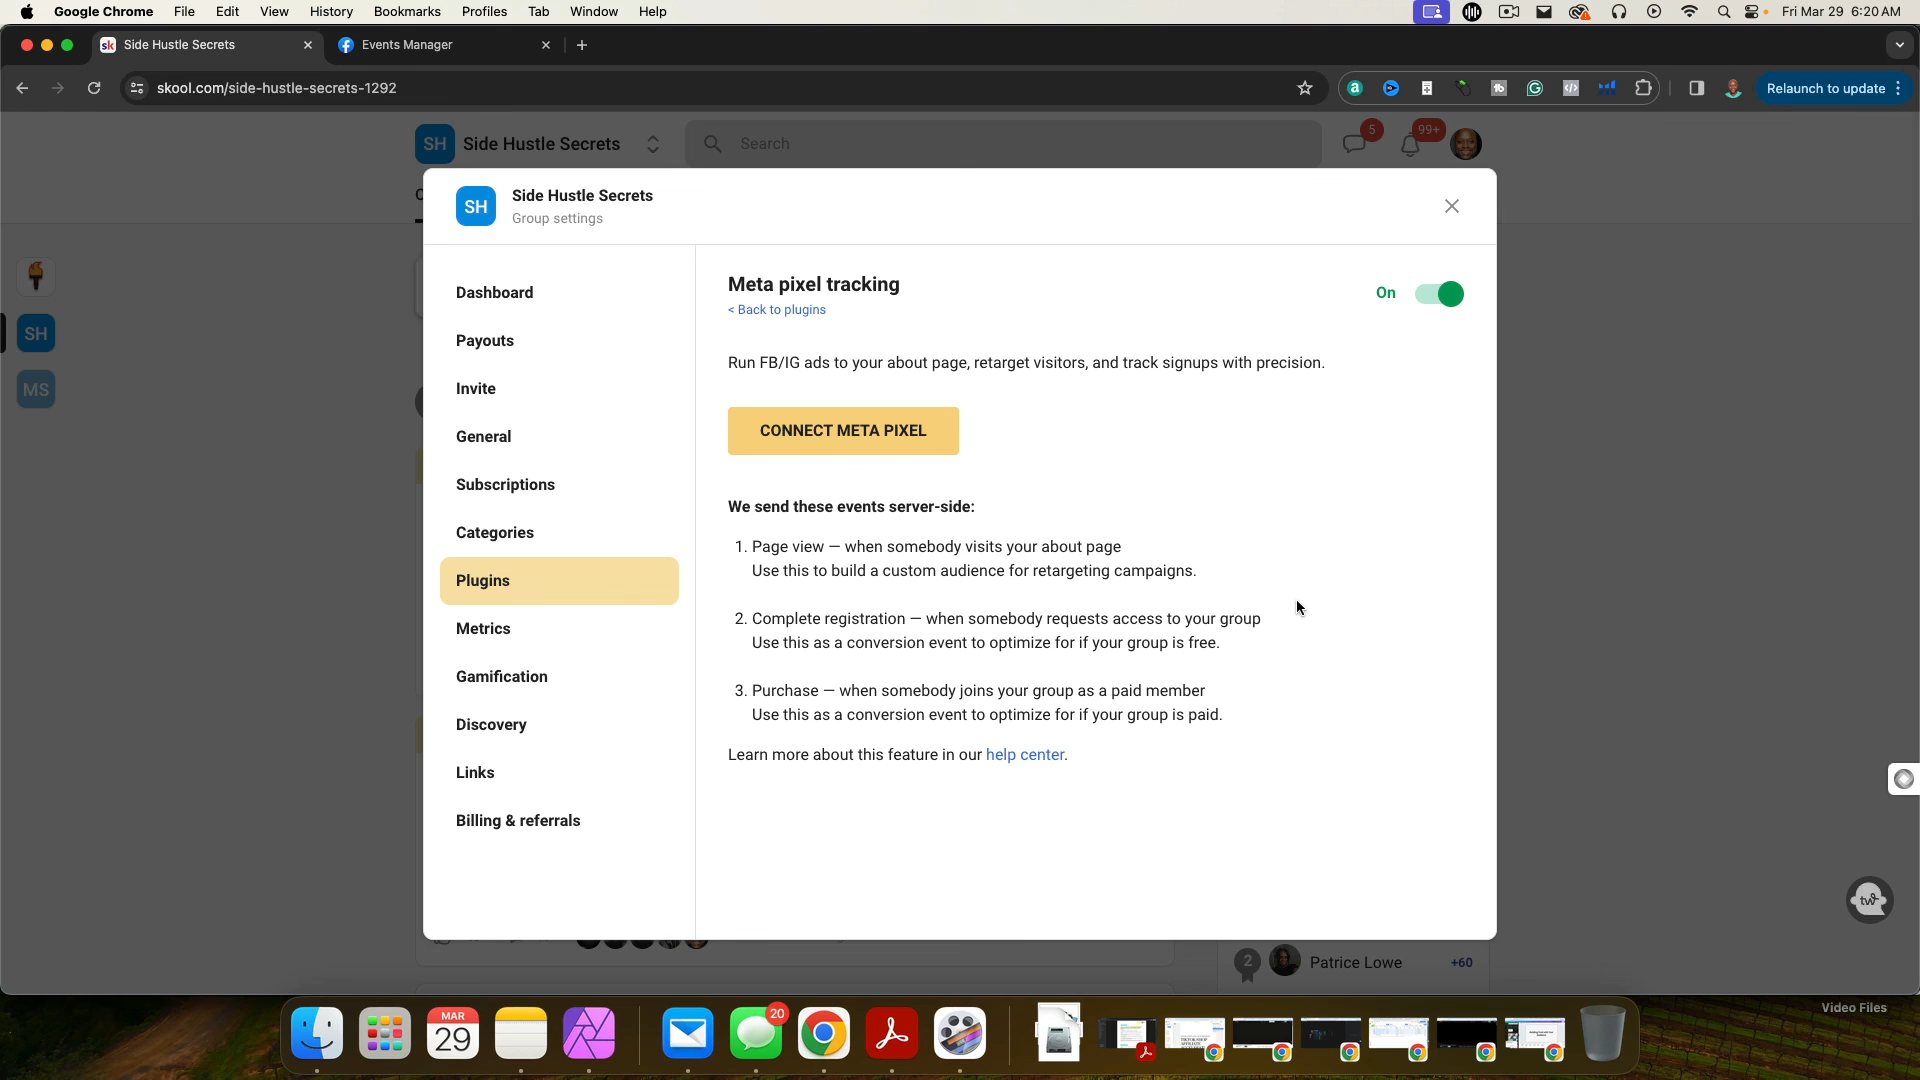 Google Chrome File Edit View History Bookmarks Profiles Tab Window Help Fri Mar 29 6:20 AM
sk Side Hustle Secrets Events Manager
skool.com/side-hustle-secrets-1292 Relaunch to update
SH Side Hustle Secrets Search 5 99+
SH Side Hustle Secrets
Group settings
SH
MS
Dashboard
Payouts
Invite
General
Subscriptions
Categories
Plugins
Metrics
Gamification
Discovery
Links
Billing & referrals
Meta pixel tracking
On
< Back to plugins
Run FB/IG ads to your about page, retarget visitors, and track signups with precision.
CONNECT META PIXEL
We send these events server-side:
1. Page view — when somebody visits your about page
Use this to build a custom audience for retargeting campaigns.
2. Complete registration — when somebody requests access to your group
Use this as a conversion event to optimize for if your group is free.
3. Purchase — when somebody joins your group as a paid member
Use this as a conversion event to optimize for if your group is paid.
Learn more about this feature in our help center.
2 Patrice Lowe +60
Video Files
MAR
29
20